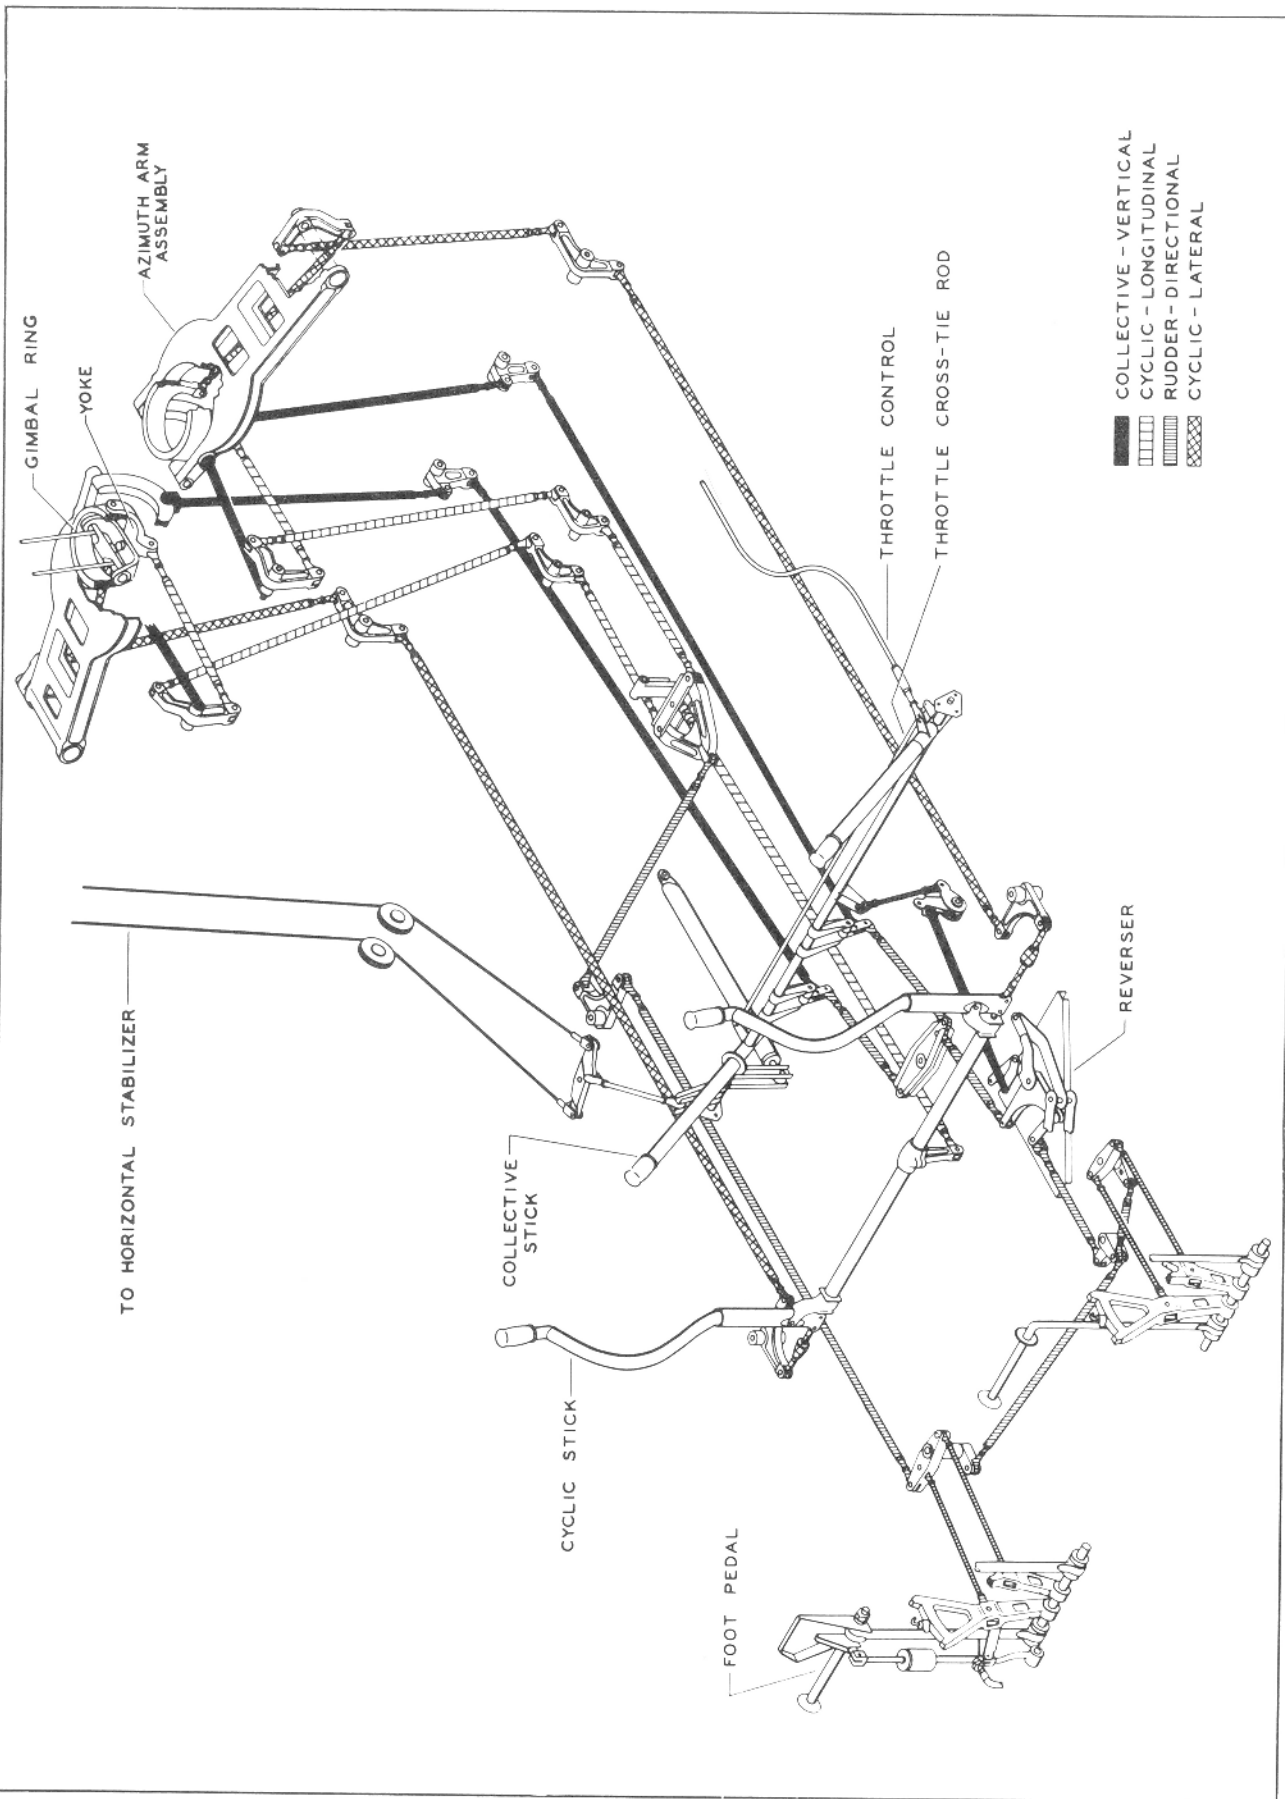 GIMBAL RING
YOKE
AZIMUTH ARM
ASSEMBLY
TO HORIZONTAL STABILIZER
COLLECTIVE
STICK
CYCLIC STICK
FOOT PEDAL
THROTTLE CONTROL
THROTTLE CROSS-TIE ROD
REVERSER
COLLECTIVE - VERTICAL
CYCLIC - LONGITUDINAL
RUDDER - DIRECTIONAL
CYCLIC - LATERAL